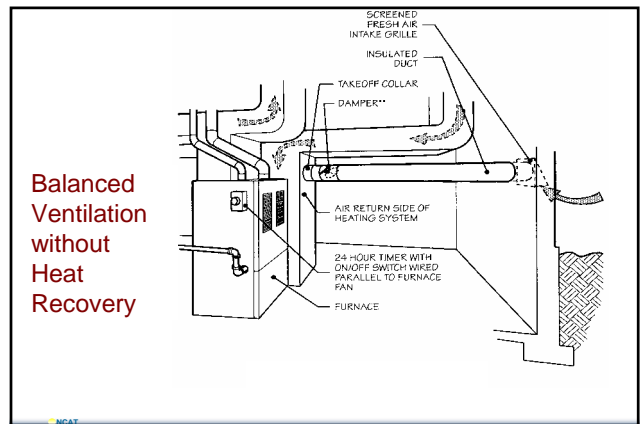 SCREENED
FRESH AIR
INTAKE GRILLE
INSULATED
DUCT
TAKEOFF COLLAR
DAMPER**
Balanced
Ventilation
without
Heat
Recovery
AIR RETURN SIDE OF
HEATING SYSTEM
24 HOUR TIMER WITH
ON/OFF SWITCH WIRED
PARALLEL TO FURNACE
FAN
FURNACE
NCAT